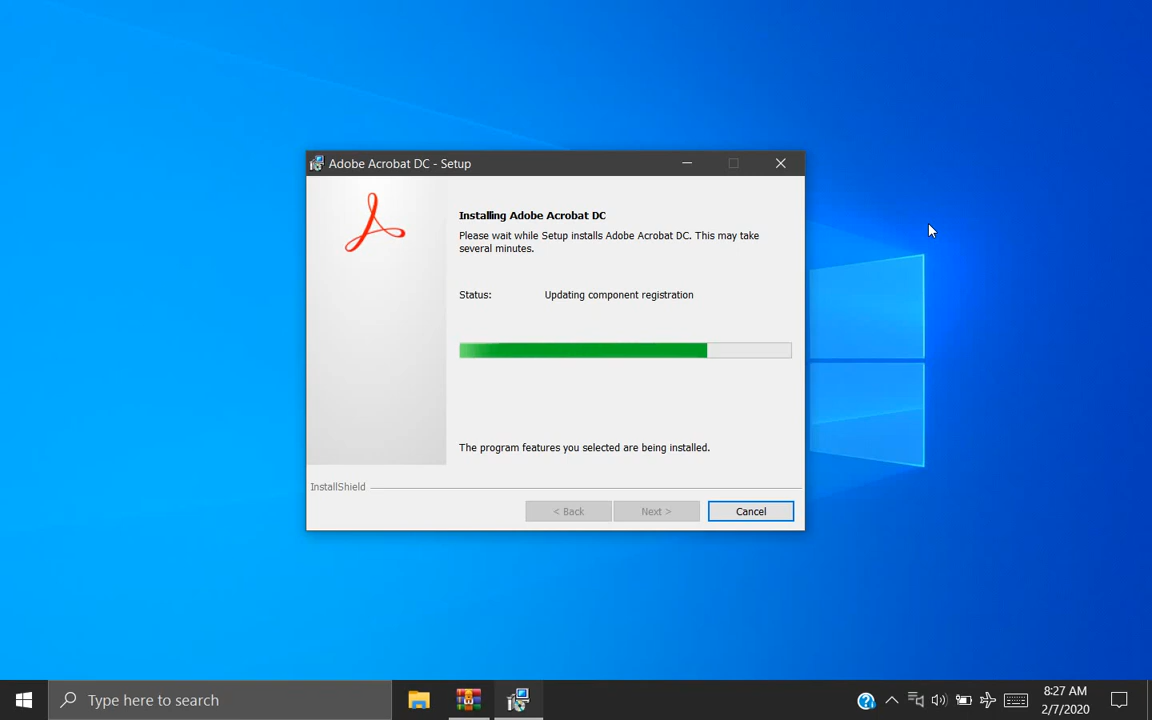 Adobe Acrobat DC - Setup
Installing Adobe Acrobat DC
Please wait while Setup installs Adobe Acrobat DC. This may take
several minutes.
Status: Updating component registration
The program features you selected are being installed.
InstallShield
< Back Next > Cancel
Type here to search
8:27 AM
2/7/2020